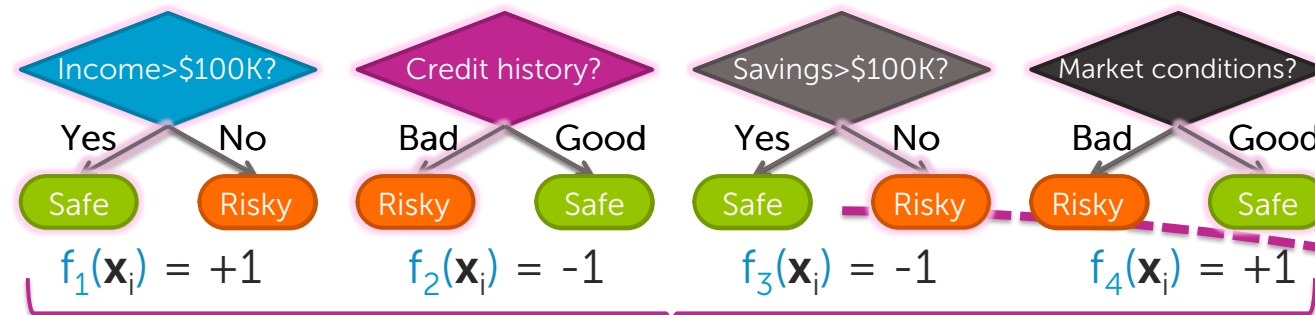 Income>$100K? Credit history? Savings>$100K? Market conditions?
Yes No Bad Good Yes No Bad Good
Safe Risky Risky Safe Safe Risky Risky Safe
f₁(xᵢ) = +1 f₂(xᵢ) = -1 f₃(xᵢ) = -1 f₄(xᵢ) = +1